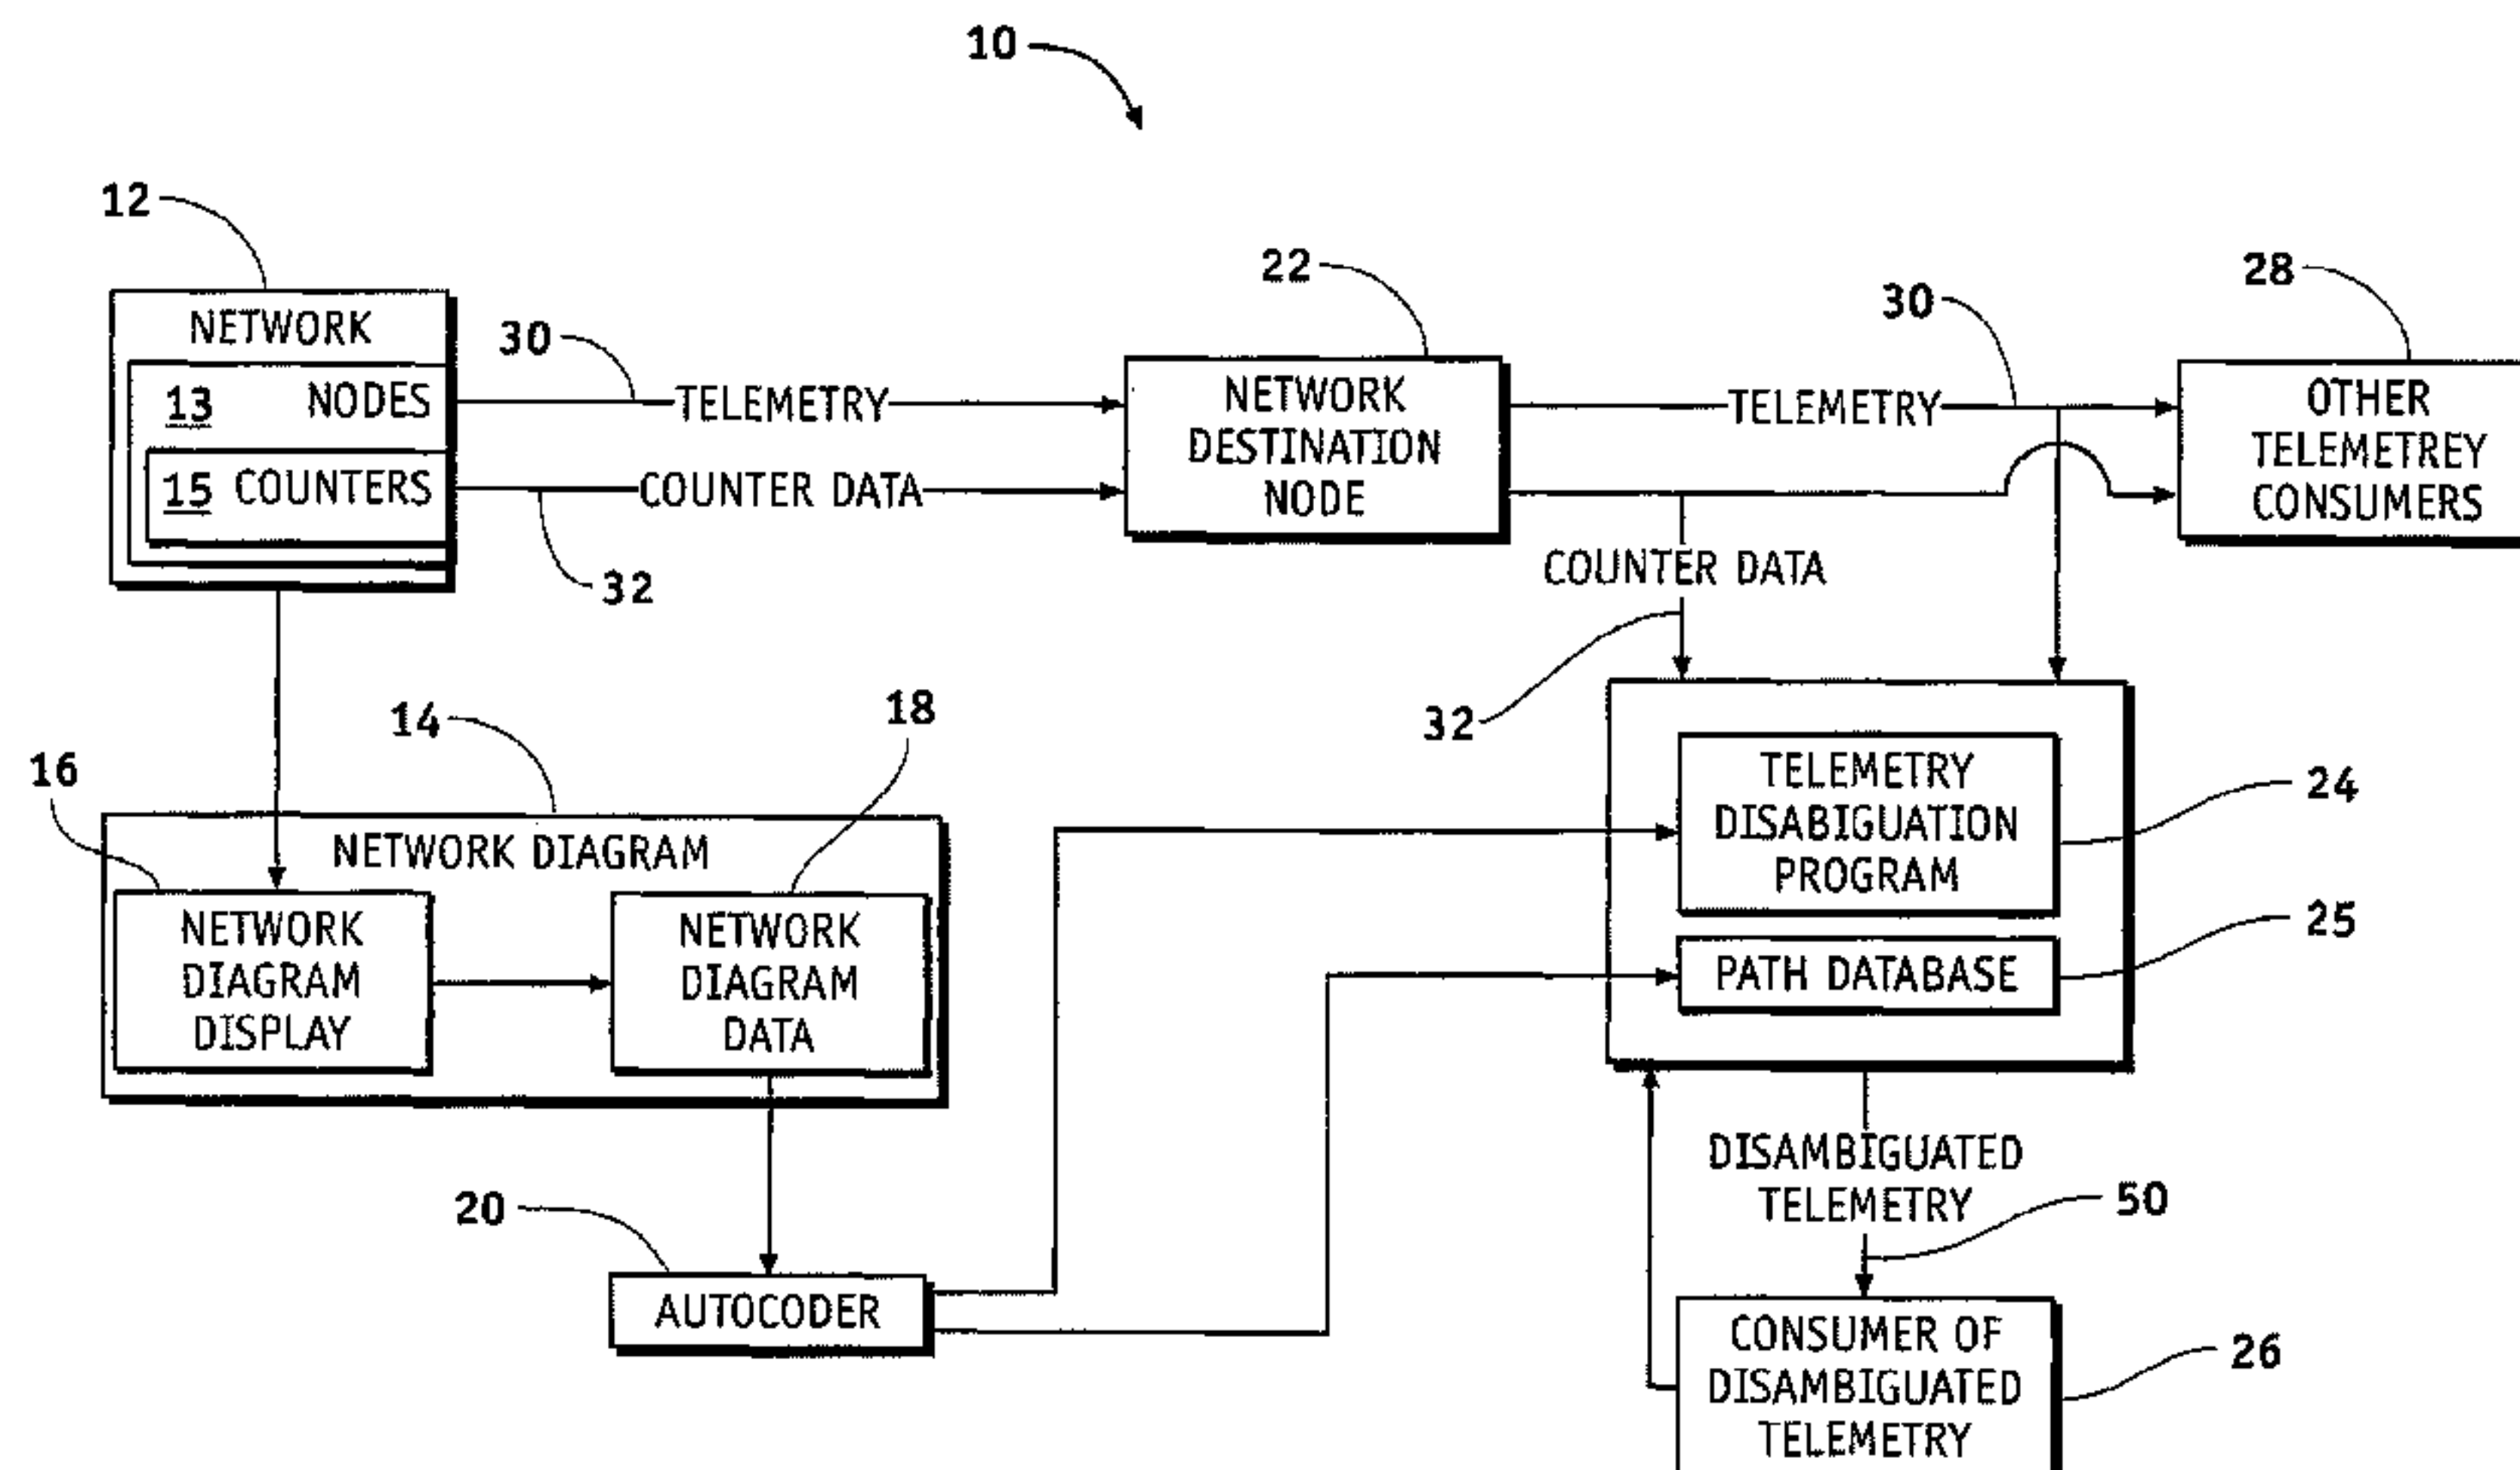 10
12
22
28
30
30
NETWORK
13 NODES
15 COUNTERS
TELEMETRY
COUNTER DATA
32
NETWORK
DESTINATION
NODE
TELEMETRY
OTHER
TELEMETREY
CONSUMERS
COUNTER DATA
32
14
18
16
NETWORK DIAGRAM
NETWORK
DIAGRAM
DISPLAY
NETWORK
DIAGRAM
DATA
TELEMETRY
DISABIGUATION
PROGRAM
24
25
PATH DATABASE
20
AUTOCODER
DISAMBIGUATED
TELEMETRY
50
CONSUMER OF
DISAMBIGUATED
TELEMETRY
26